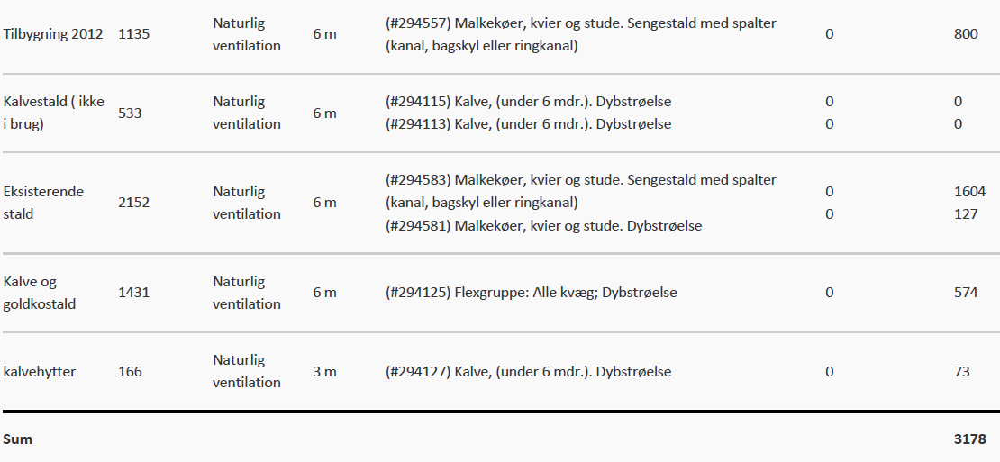 Tilbygning 2012 1135 Naturlig ventilation 6 m (#294557) Malkekøer, kvier og stude. Sengestald med spalter (kanal, bagskyl eller ringkanal) 0 800
Kalvestald ( ikke i brug) 533 Naturlig ventilation 6 m (#294115) Kalve, (under 6 mdr.). Dybstrøelse 0 0
(#294113) Kalve, (under 6 mdr.). Dybstrøelse 0 0
Eksisterende stald 2152 Naturlig ventilation 6 m (#294583) Malkekøer, kvier og stude. Sengestald med spalter (kanal, bagskyl eller ringkanal) 0 1604
(#294581) Malkekøer, kvier og stude. Dybstrøelse 0 127
Kalve og goldkostald 1431 Naturlig ventilation 6 m (#294125) Flexgruppe: Alle kvæg; Dybstrøelse 0 574
kalvehytter 166 Naturlig ventilation 3 m (#294127) Kalve, (under 6 mdr.). Dybstrøelse 0 73
Sum 3178